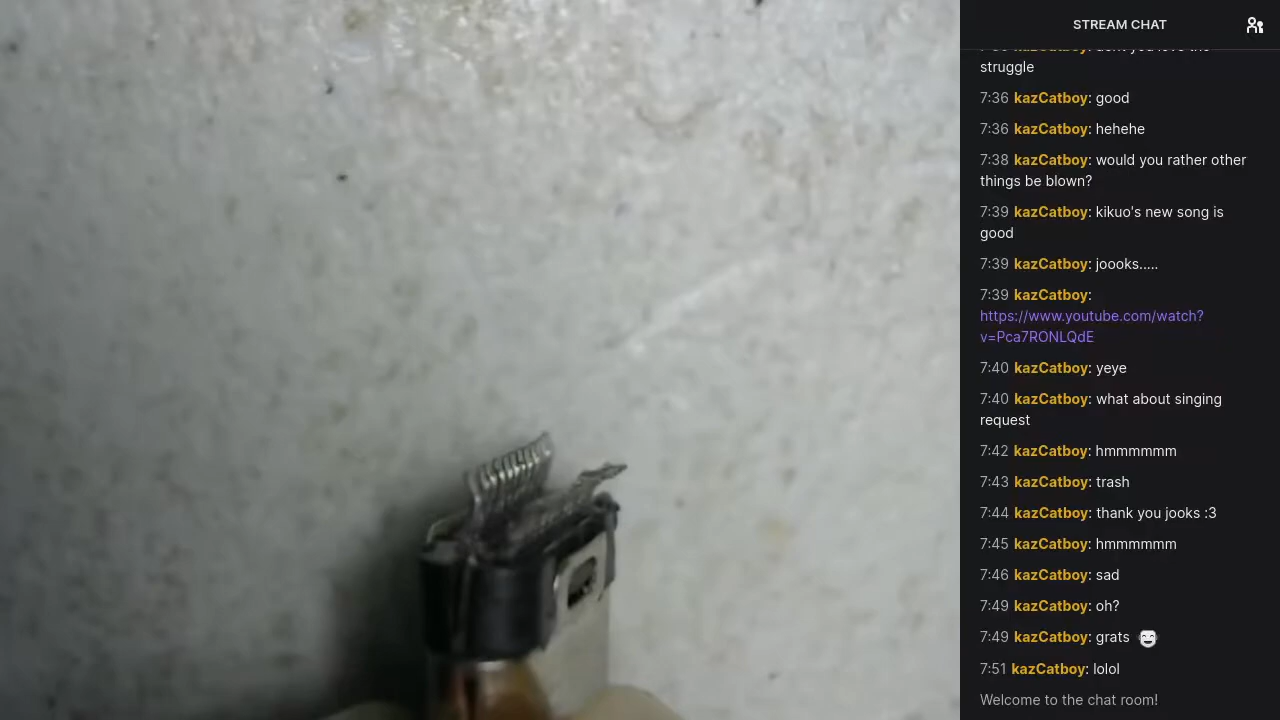 STREAM CHAT
struggle
7:36 kazCatboy: good
7:36 kazCatboy: hehehe
7:38 kazCatboy: would you rather other
things be blown?
7:39 kazCatboy: kikuo's new song is
good
7:39 kazCatboy: joooks.....
7:39 kazCatboy:
https://www.youtube.com/watch?
v=Pca7RONLQdE
7:40 kazCatboy: yeye
7:40 kazCatboy: what about singing
request
7:42 kazCatboy: hmmmmmm
7:43 kazCatboy: trash
7:44 kazCatboy: thank you jooks :3
7:45 kazCatboy: hmmmmmm
7:46 kazCatboy: sad
7:49 kazCatboy: oh?
7:49 kazCatboy: grats
7:51 kazCatboy: lolol
Welcome to the chat room!